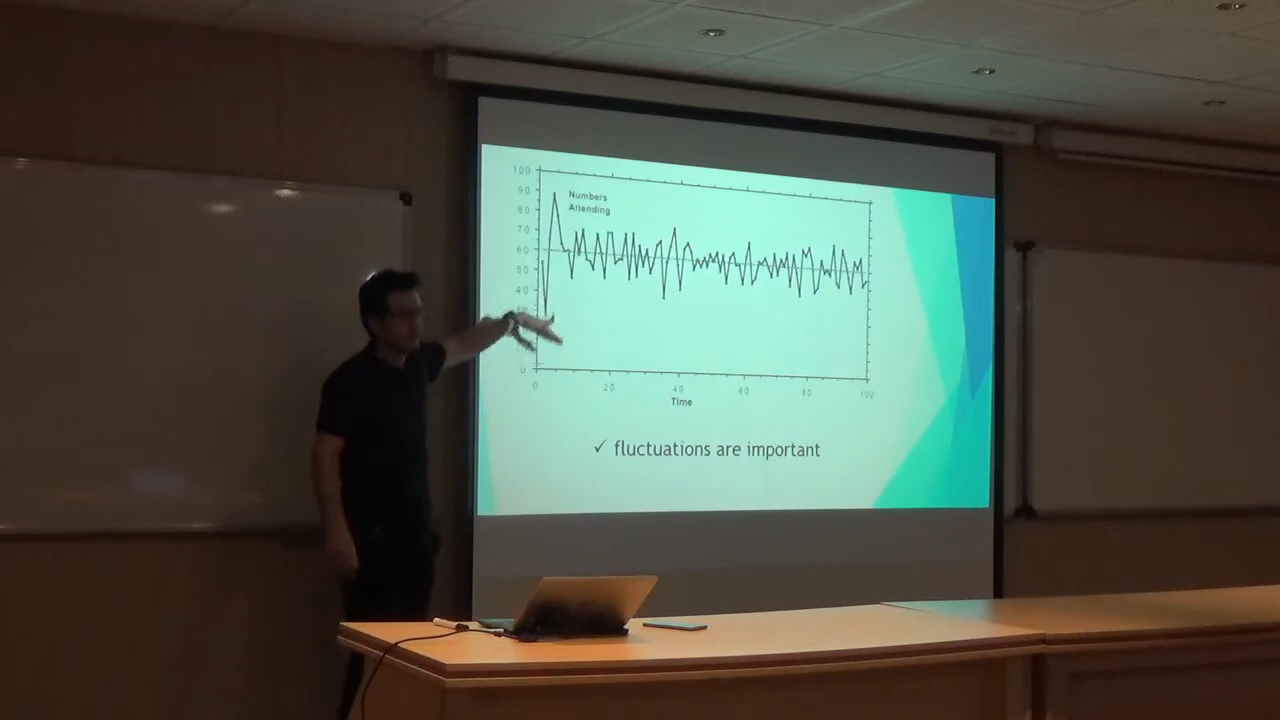 100
90
Numbers
80
Attending
70
60
50
40
0
0 20 40 60 80 100
Time
✓ fluctuations are important